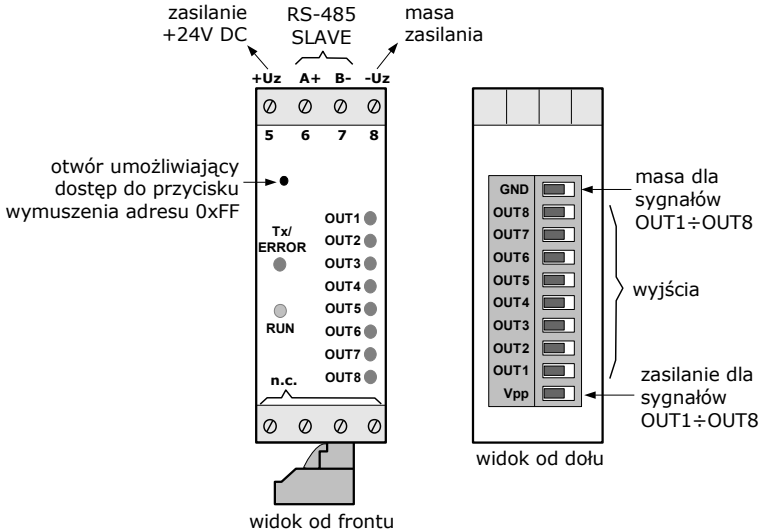 zasilanie
+24V DC
RS-485
SLAVE
masa
zasilania
+Uz A+ B- -Uz
5 6 7 8
otwór umożliwiający
dostęp do przycisku
wymuszenia adresu 0xFF
Tx/
ERROR
RUN
OUT1
OUT2
OUT3
OUT4
OUT5
OUT6
OUT7
OUT8
n.c.
widok od frontu
GND
OUT8
OUT7
OUT6
OUT5
OUT4
OUT3
OUT2
OUT1
Vpp
masa dla
sygnałów
OUT1÷OUT8
wyjścia
zasilanie dla
sygnałów
OUT1÷OUT8
widok od dołu